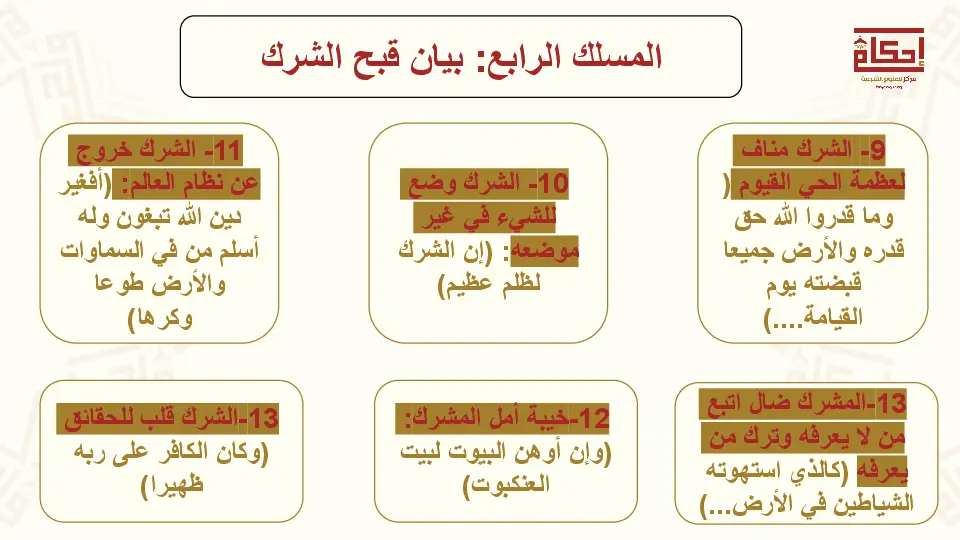 المسلك الرابع: بيان قبح الشرك
إحكام
مركز للعلوم الشرعية
9- الشرك مناف
لعظمة الحي القيوم (
وما قدروا الله حق
قدره والأرض جميعا
قبضته يوم
القيامة....)
10- الشرك وضع
للشيء في غير
موضعه: (إن الشرك
لظلم عظيم)
11- الشرك خروج
عن نظام العالم: (أفغير
دين الله تبغون وله
أسلم من في السماوات
والأرض طوعا
وكرها)
13-المشرك ضال اتبع
من لا يعرفه وترك من
يعرفه (كالذي استهوته
الشياطين في الأرض...)
12-خيبة أمل المشرك:
(وإن أوهن البيوت لبيت
العنكبوت)
13-الشرك قلب للحقائق
(وكان الكافر على ربه
ظهيرا)